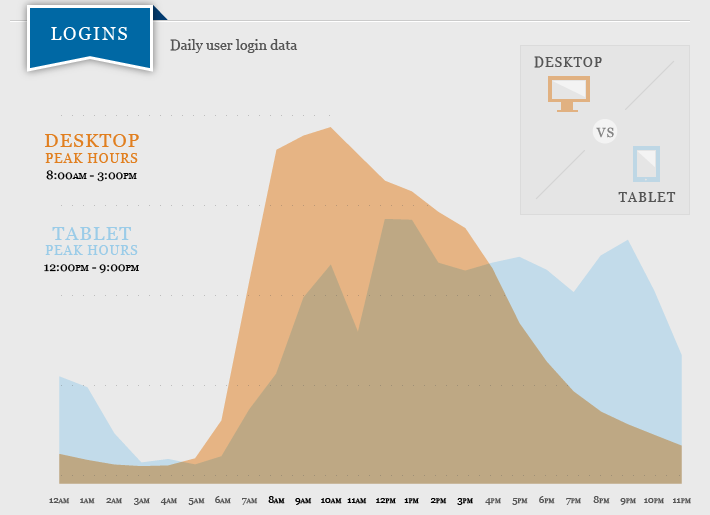 LOGINS
Daily user login data
DESKTOP
VS
TABLET
DESKTOP
PEAK HOURS
8:00AM - 3:00PM
TABLET
PEAK HOURS
12:00PM - 9:00PM
12AM 1AM 2AM 3AM 4AM 5AM 6AM 7AM 8AM 9AM 10AM 11AM 12PM 1PM 2PM 3PM 4PM 5PM 6PM 7PM 8PM 9PM 10PM 11PM